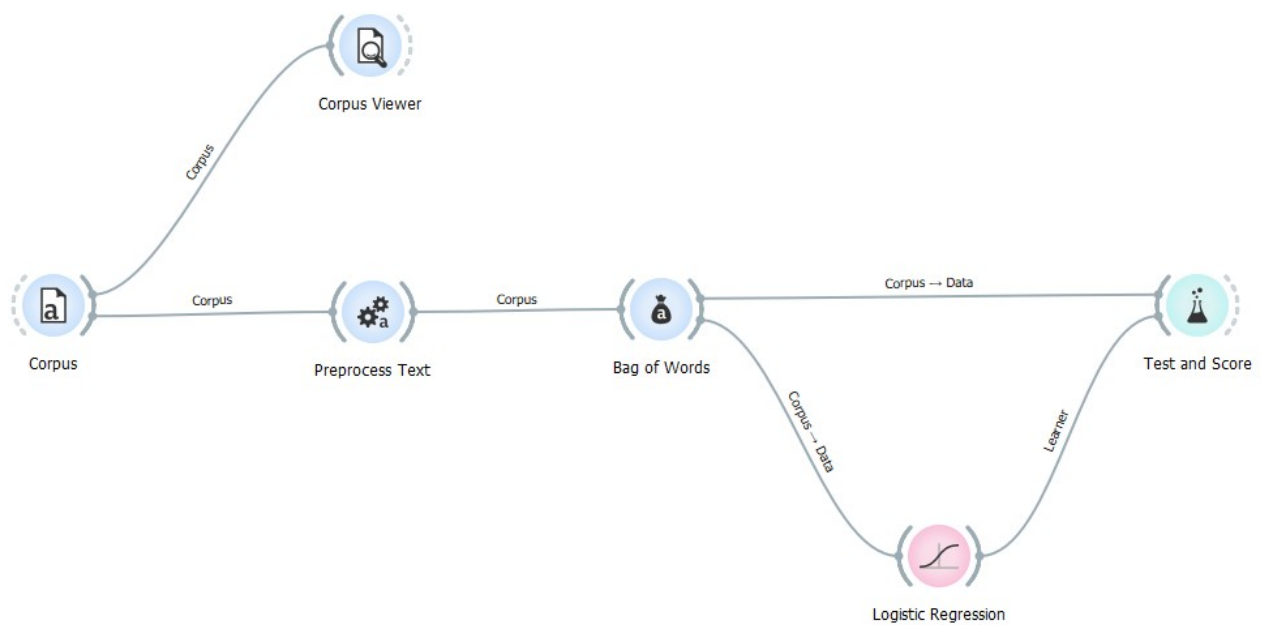 Corpus Viewer
Corpus
Corpus
Corpus
Corpus → Data
Corpus
Preprocess Text
Bag of Words
Test and Score
Corpus → Data
Learner
Logistic Regression